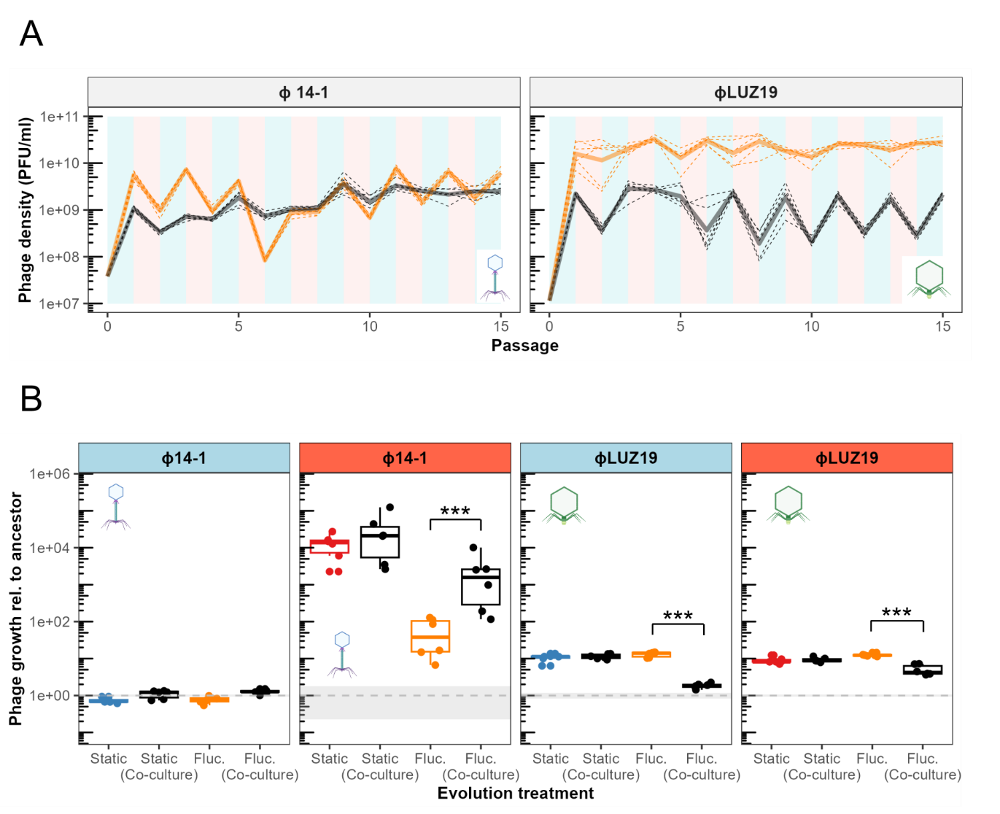 A
ϕ 14-1
ϕLUZ19
Phage density (PFU/ml)
1e+11
1e+10
1e+09
1e+08
1e+07
0
5
10
15
0
5
10
15
Passage
B
ϕ14-1
ϕ14-1
ϕLUZ19
ϕLUZ19
Phage growth rel. to ancestor
1e+06
1e+04
1e+02
1e+00
***
***
***
Static
Static
(Co-culture)
Fluc.
Fluc.
(Co-culture)
Static
Static
(Co-culture)
Fluc.
Fluc.
(Co-culture)
Static
Static
(Co-culture)
Fluc.
Fluc.
(Co-culture)
Static
Static
(Co-culture)
Fluc.
Fluc.
(Co-culture)
Evolution treatment